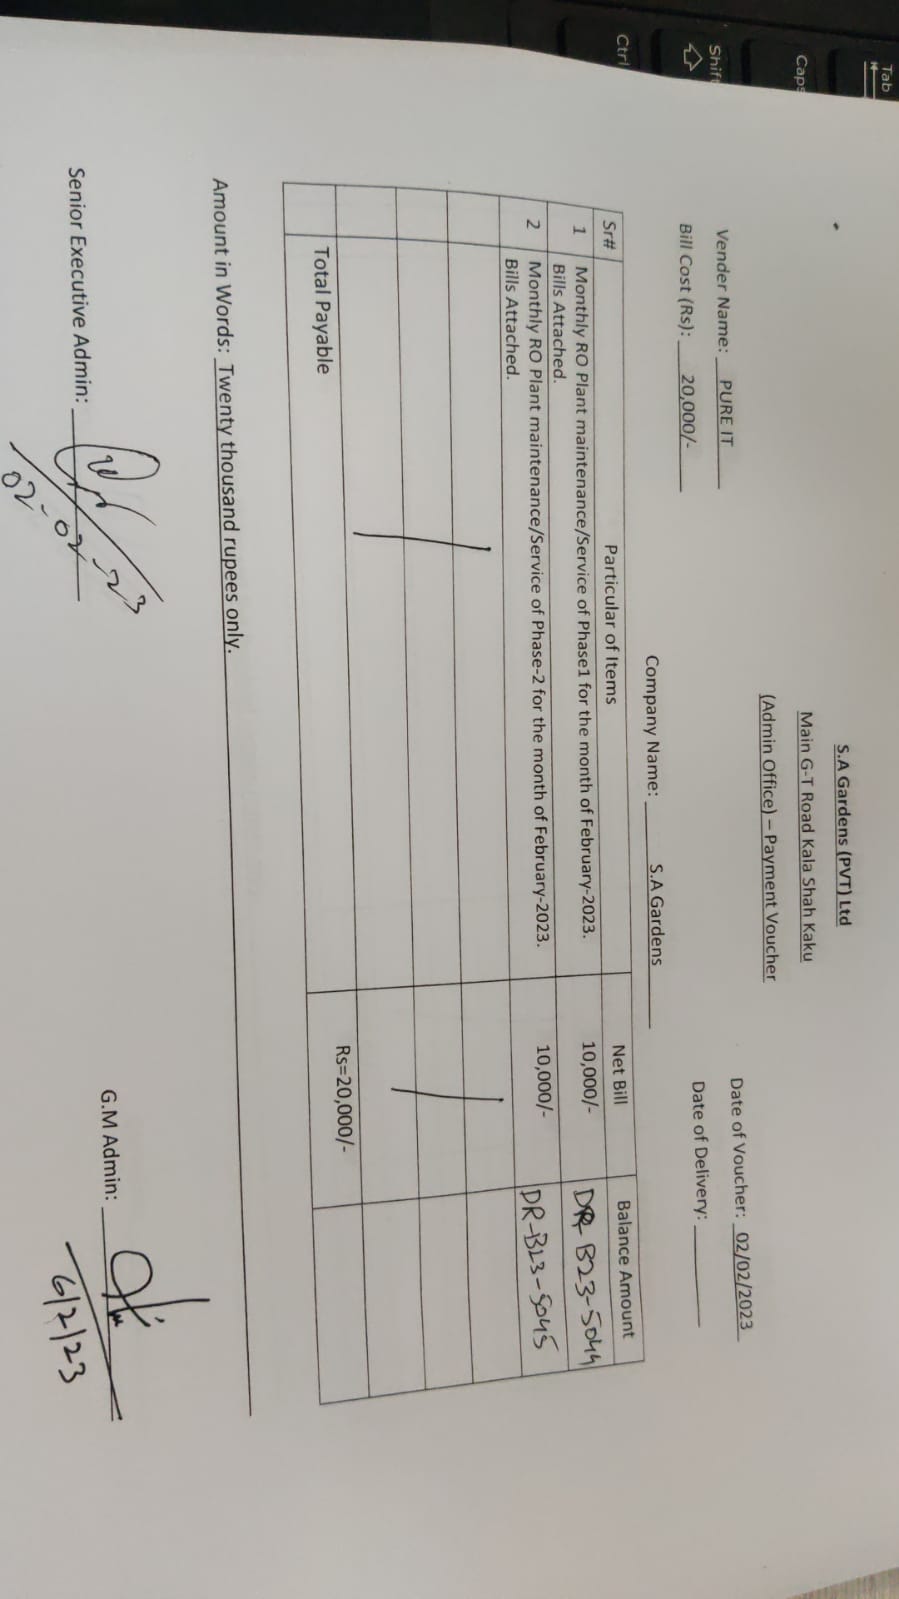 S.A Gardens (PVT) Ltd
Main G-T Road Kala Shah Kaku
(Admin Office) – Payment Voucher
Vender Name: PURE IT Date of Voucher: 02/02/2023
Bill Cost (Rs): 20,000/- Date of Delivery:
Company Name: S.A Gardens
Sr# Particular of Items Net Bill Balance Amount
1 Monthly RO Plant maintenance/Service of Phase1 for the month of February-2023. 10,000/- DR-B23-5044
Bills Attached.
2 Monthly RO Plant maintenance/Service of Phase-2 for the month of February-2023. 10,000/- DR-B23-5045
Bills Attached.
Total Payable Rs=20,000/-
Amount in Words: Twenty thousand rupees only.
Senior Executive Admin: G.M Admin:
02-02-23 6/2/23
Tab
Caps
Shift
Ctrl